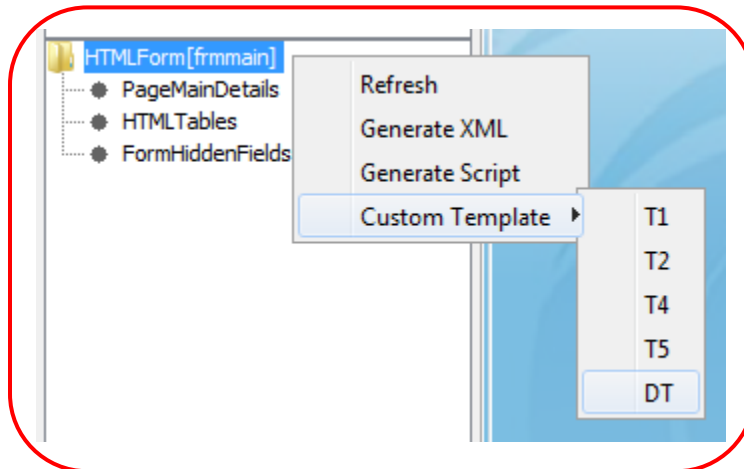 HTMLForm[frmmain]
PageMainDetails
HTMLTables
FormHiddenFields
Refresh
Generate XML
Generate Script
Custom Template
T1
T2
T4
T5
DT